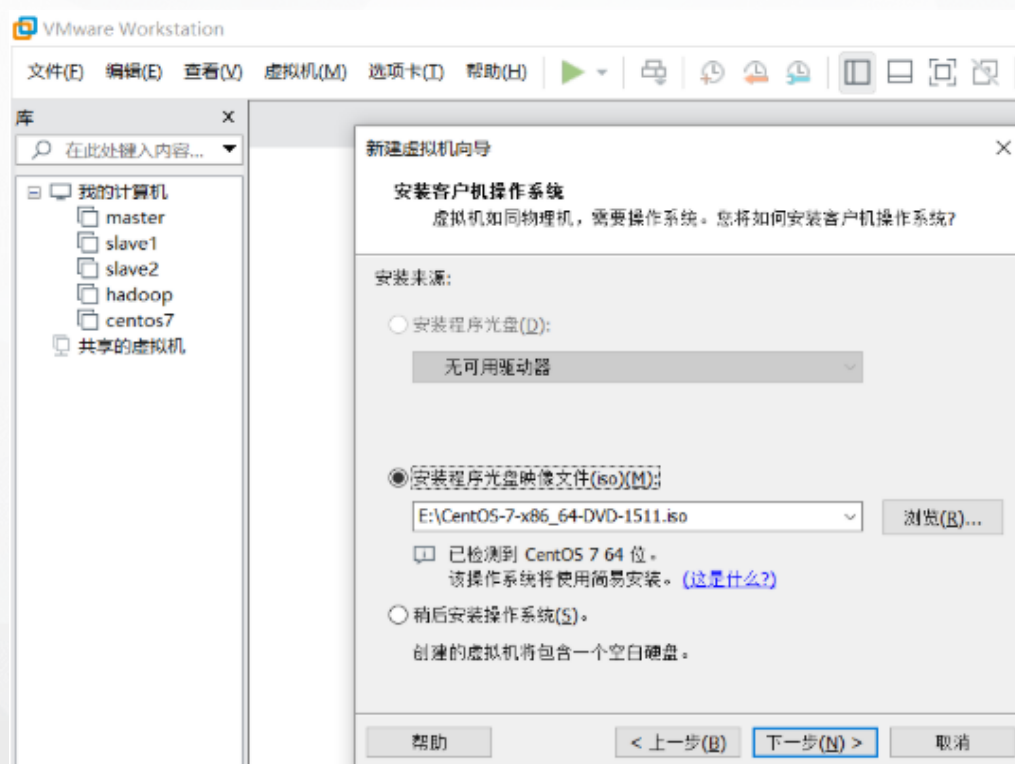 VMware Workstation
文件(F) 编辑(E) 查看(V) 虚拟机(M) 选项卡(T) 帮助(H)
库
在此处键入内容...
我的计算机
master
slave1
slave2
hadoop
centos7
共享的虚拟机
新建虚拟机向导
安装客户机操作系统
虚拟机如同物理机，需要操作系统。您将如何安装客户机操作系统?
安装来源:
安装程序光盘(D):
无可用驱动器
安装程序光盘映像文件(iso)(M):
E:\CentOS-7-x86_64-DVD-1511.iso
浏览(R)...
已检测到 CentOS 7 64 位。
该操作系统将使用简易安装。(这是什么?)
稍后安装操作系统(S)。
创建的虚拟机将包含一个空白硬盘。
帮助 < 上一步(B) 下一步(N) > 取消